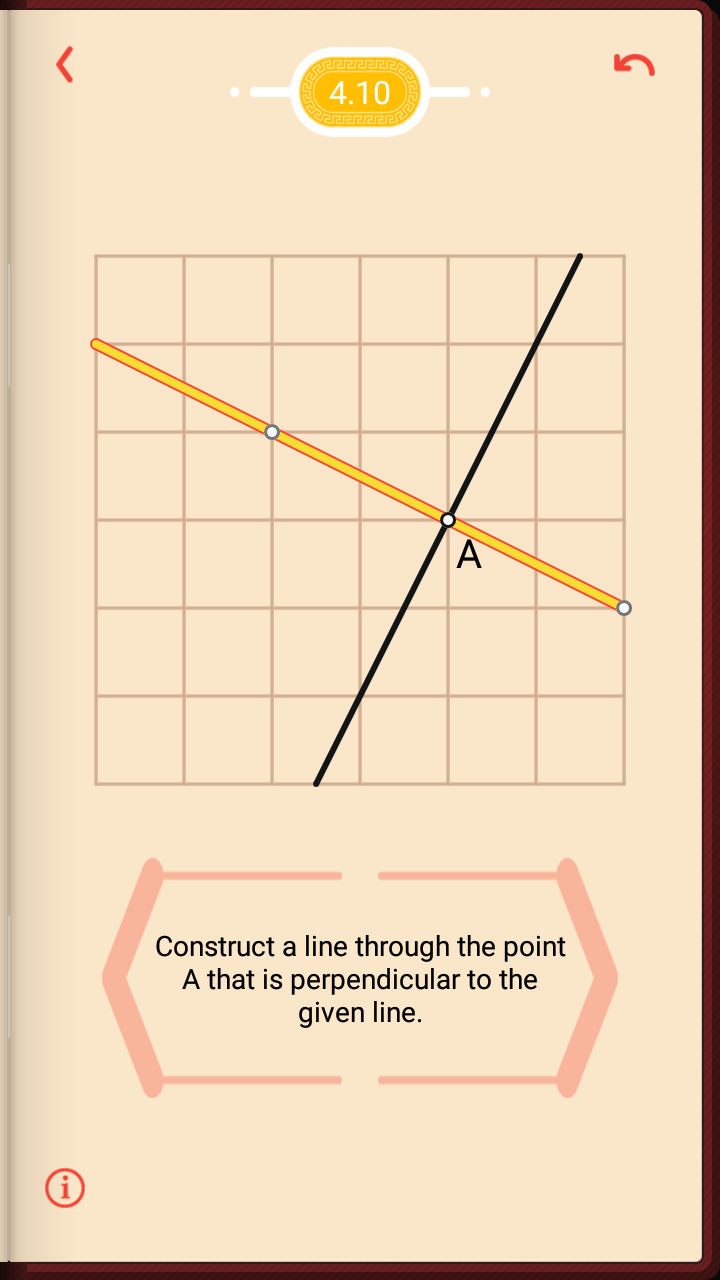 4.10
A
Construct a line through the point
A that is perpendicular to the
given line.
i